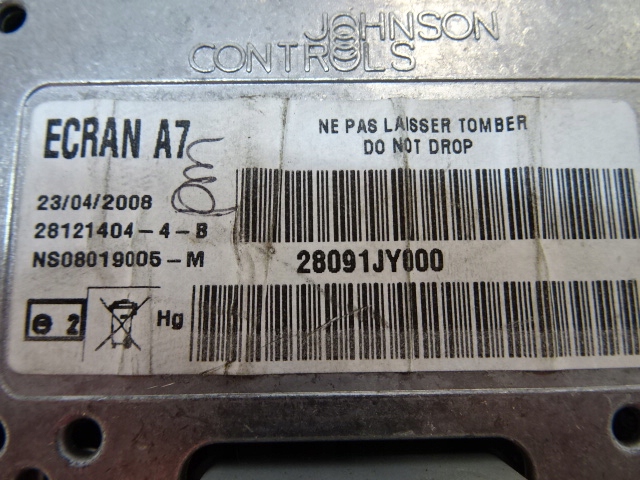 JOHNSON
CONTROLS
ECRAN A7
NE PAS LAISSER TOMBER
DO NOT DROP
23/04/2008
28121404-4-B
NS08019005-M
28091JY000
2
Hg